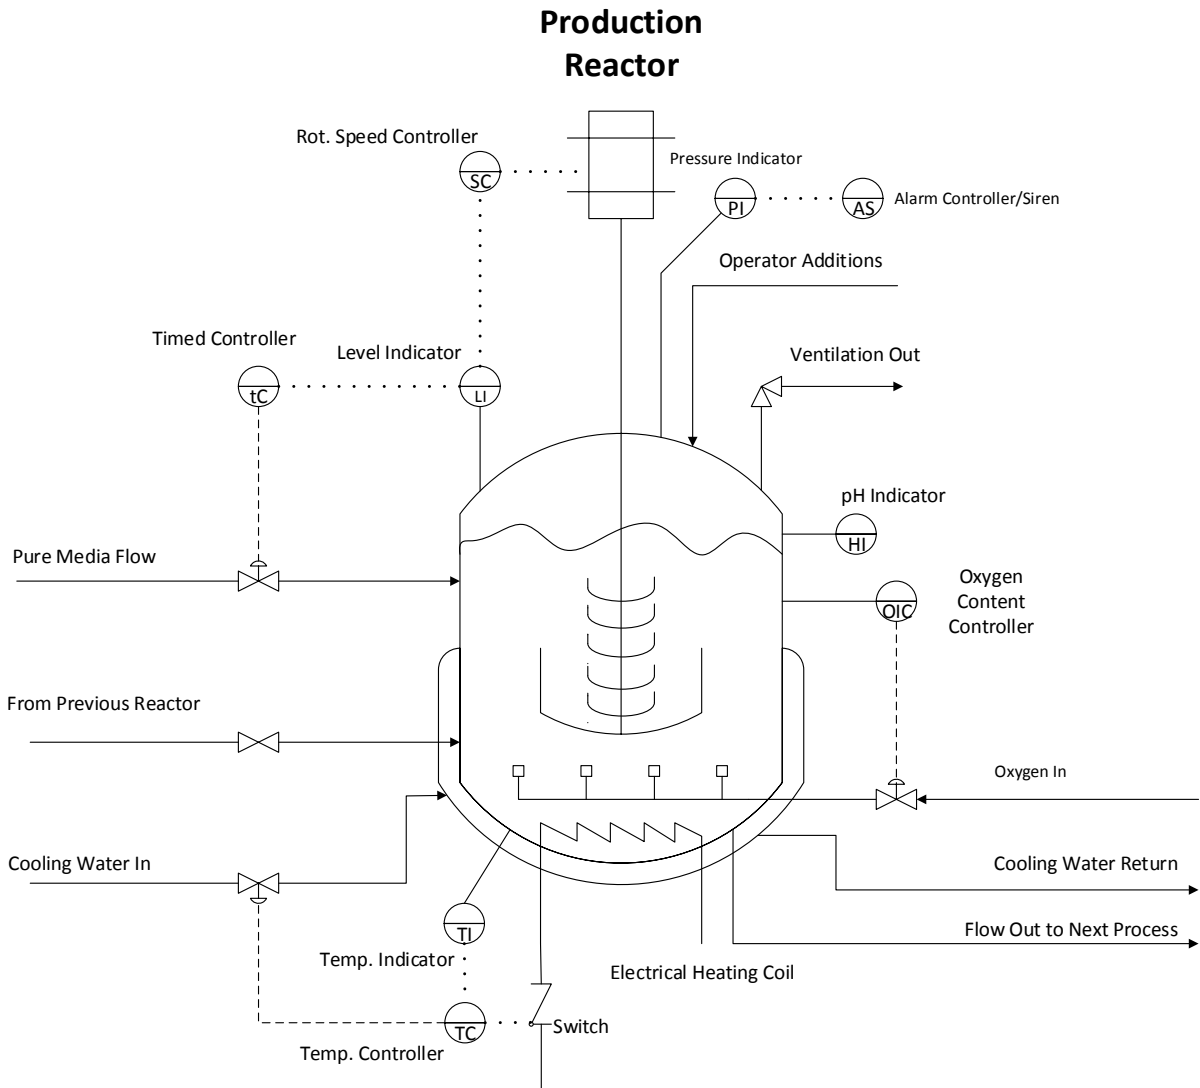 Production
Reactor
Rot. Speed Controller
SC
Pressure Indicator
PI
AS
Alarm Controller/Siren
Operator Additions
Timed Controller
Level Indicator
Ventilation Out
tC
LI
pH Indicator
HI
Pure Media Flow
Oxygen
Content
Controller
OIC
From Previous Reactor
Oxygen In
Cooling Water In
Cooling Water Return
TI
Flow Out to Next Process
Temp. Indicator
Electrical Heating Coil
TC
Switch
Temp. Controller